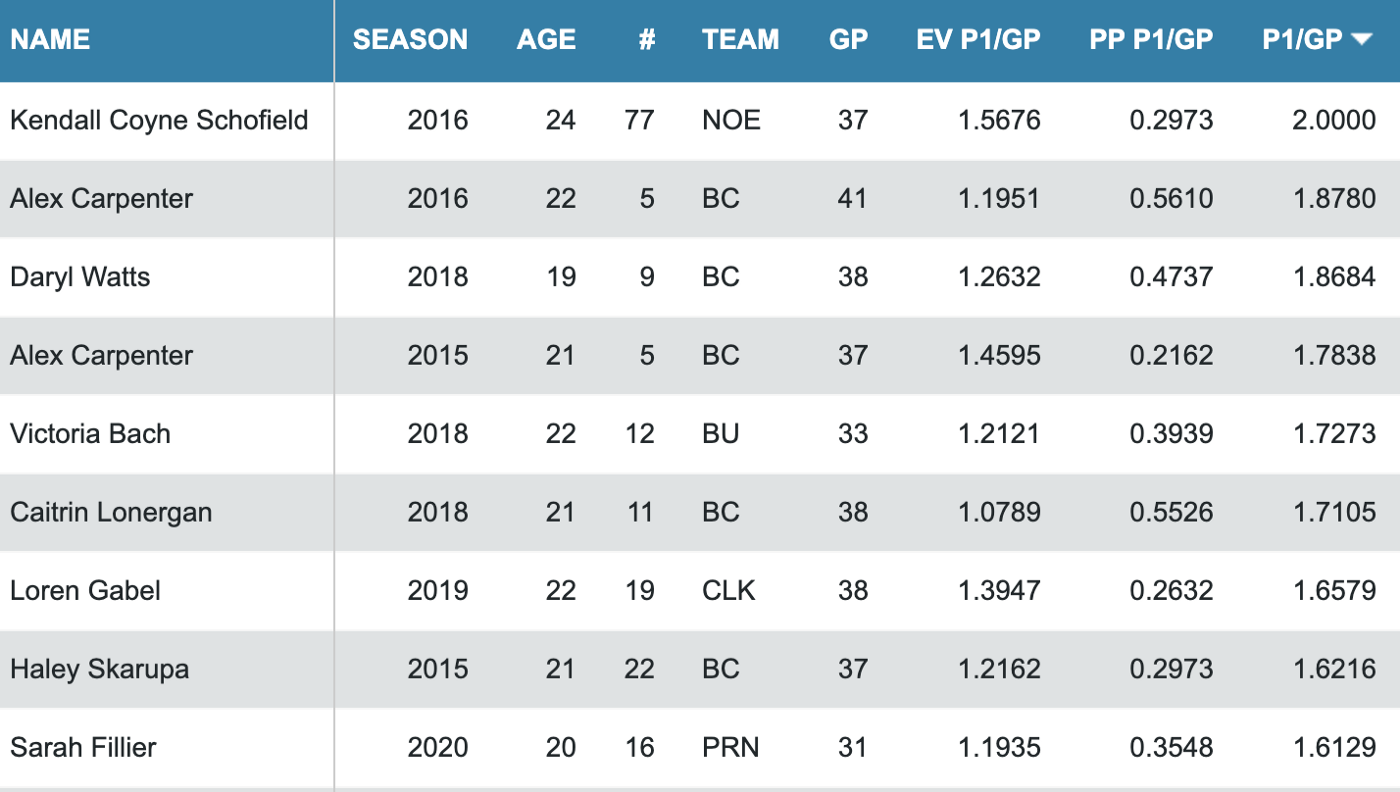 NAME SEASON AGE # TEAM GP EV P1/GP PP P1/GP P1/GP
Kendall Coyne Schofield 2016 24 77 NOE 37 1.5676 0.2973 2.0000
Alex Carpenter 2016 22 5 BC 41 1.1951 0.5610 1.8780
Daryl Watts 2018 19 9 BC 38 1.2632 0.4737 1.8684
Alex Carpenter 2015 21 5 BC 37 1.4595 0.2162 1.7838
Victoria Bach 2018 22 12 BU 33 1.2121 0.3939 1.7273
Caitrin Lonergan 2018 21 11 BC 38 1.0789 0.5526 1.7105
Loren Gabel 2019 22 19 CLK 38 1.3947 0.2632 1.6579
Haley Skarupa 2015 21 22 BC 37 1.2162 0.2973 1.6216
Sarah Fillier 2020 20 16 PRN 31 1.1935 0.3548 1.6129